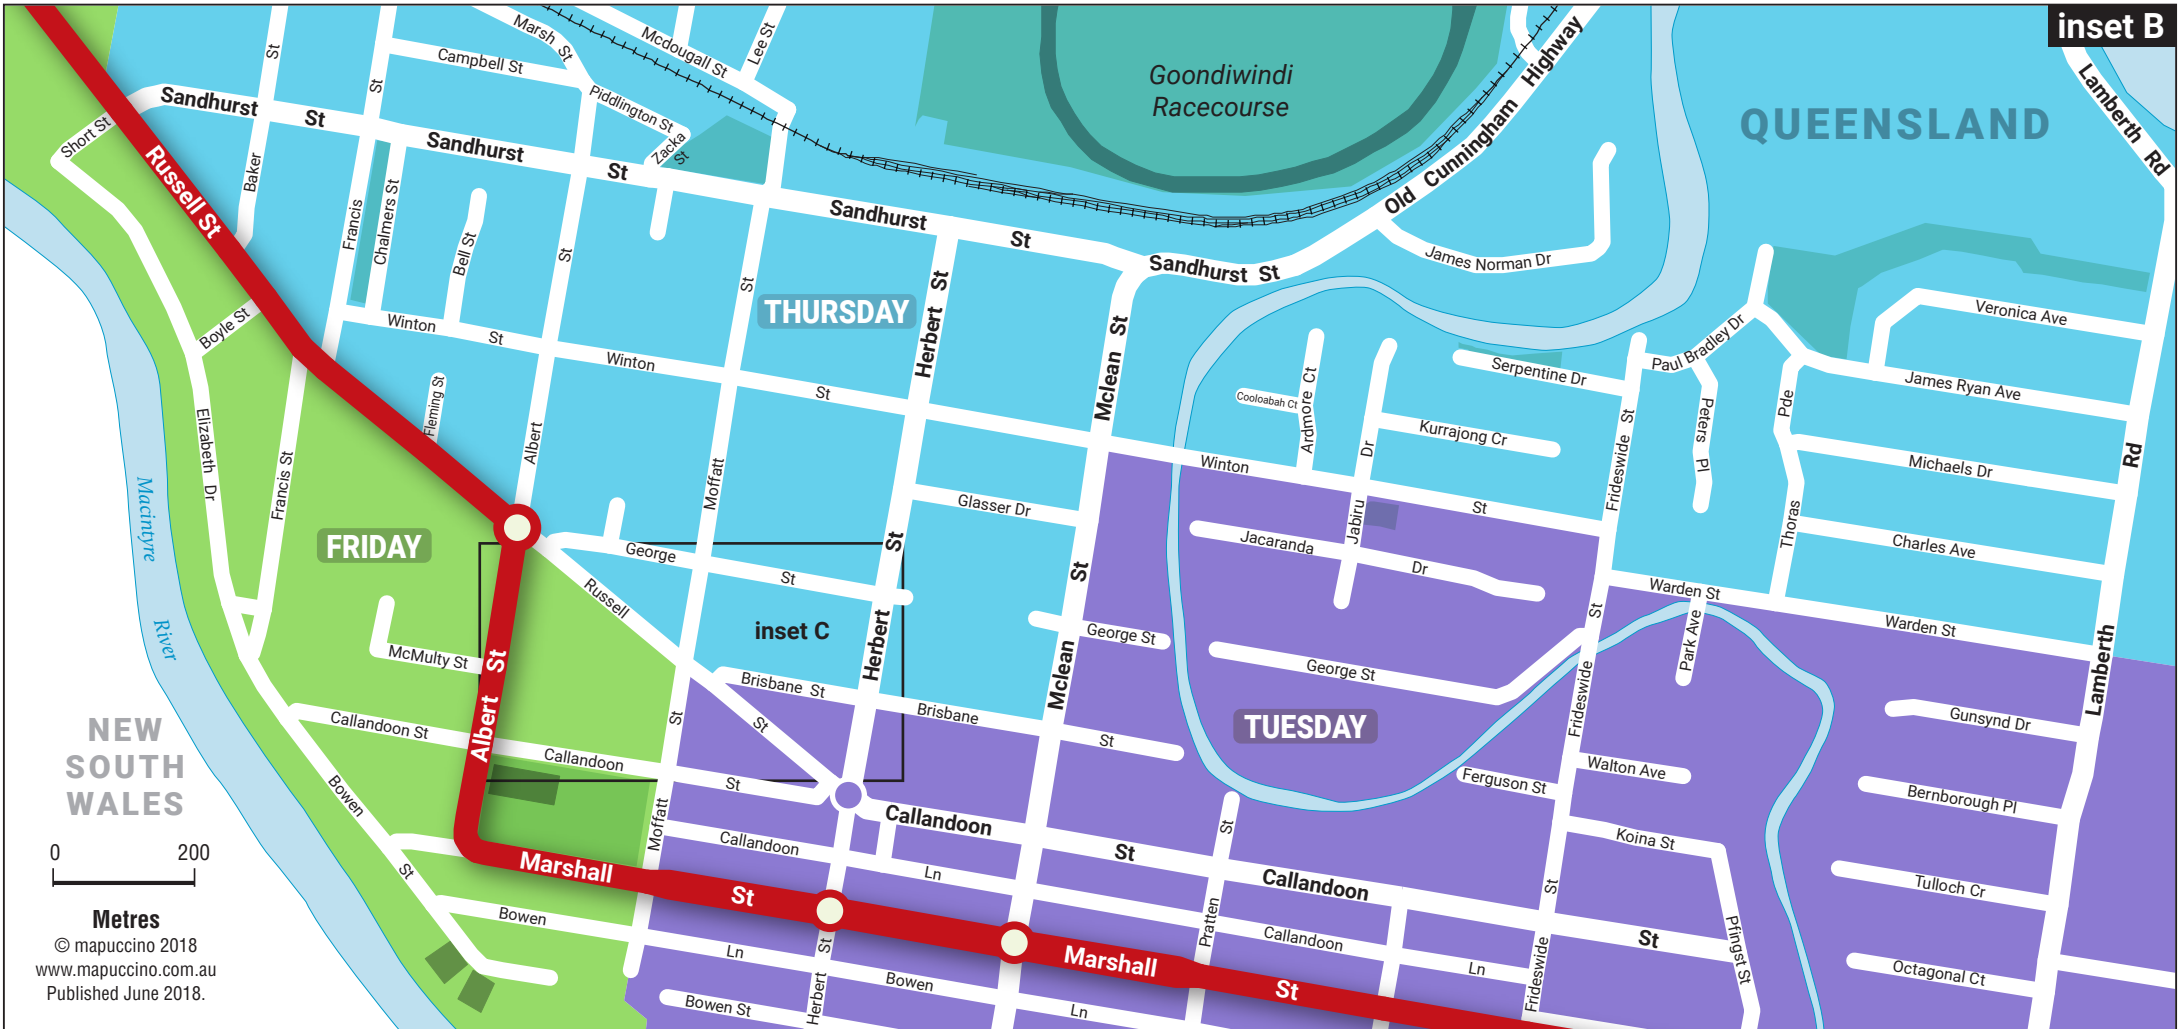 inset B
QUEENSLAND
Goondiwindi
Racecourse
Old Cunningham Highway
Lamberth Rd
Marsh St
Mcdougall St
Lee St
Campbell St
Piddlington St
Zacka
St
Sandhurst
St
Sandhurst
St
Sandhurst
St
Sandhurst St
Short St
Russell St
Baker
St
Francis
St
Chalmers St
Bell St
St
Albert
St
Moffatt
THURSDAY
Herbert St
Mclean St
James Norman Dr
Winton
St
Winton
St
Winton
St
Boyle St
Fleming St
Elizabeth Dr
Francis St
Cooloabah Ct
Ardmore Ct
Jabiru
Dr
Kurrajong Cr
Serpentine Dr
Frideswide St
Paul Bradley Dr
Peters Pl
Thoras
Pde
Veronica Ave
James Ryan Ave
Michaels Dr
Charles Ave
Rd
Lamberth
Macintyre
River
FRIDAY
George
St
Russell
St
inset C
Herbert
St
Glasser Dr
Mclean
St
George St
Jacaranda
Dr
George St
Warden St
Warden St
Park Ave
McMulty St
Albert St
Brisbane St
Brisbane
St
TUESDAY
Frideswide
St
Gunsynd Dr
Callandoon St
Callandoon
St
NEW
SOUTH
WALES
Bowen
St
Moffatt
St
Ferguson St
Walton Ave
Bernborough Pl
Callandoon
St
Callandoon
St
Koina St
Pfingst St
Tulloch Cr
Octagonal Ct
Callandoon
Ln
Callandoon
Ln
Pratten
St
Frideswide
St
Marshall
St
Marshall
St
Bowen
Ln
Bowen
Ln
Bowen St
Herbert
St
0 200
Metres
© mapuccino 2018
www.mapuccino.com.au
Published June 2018.